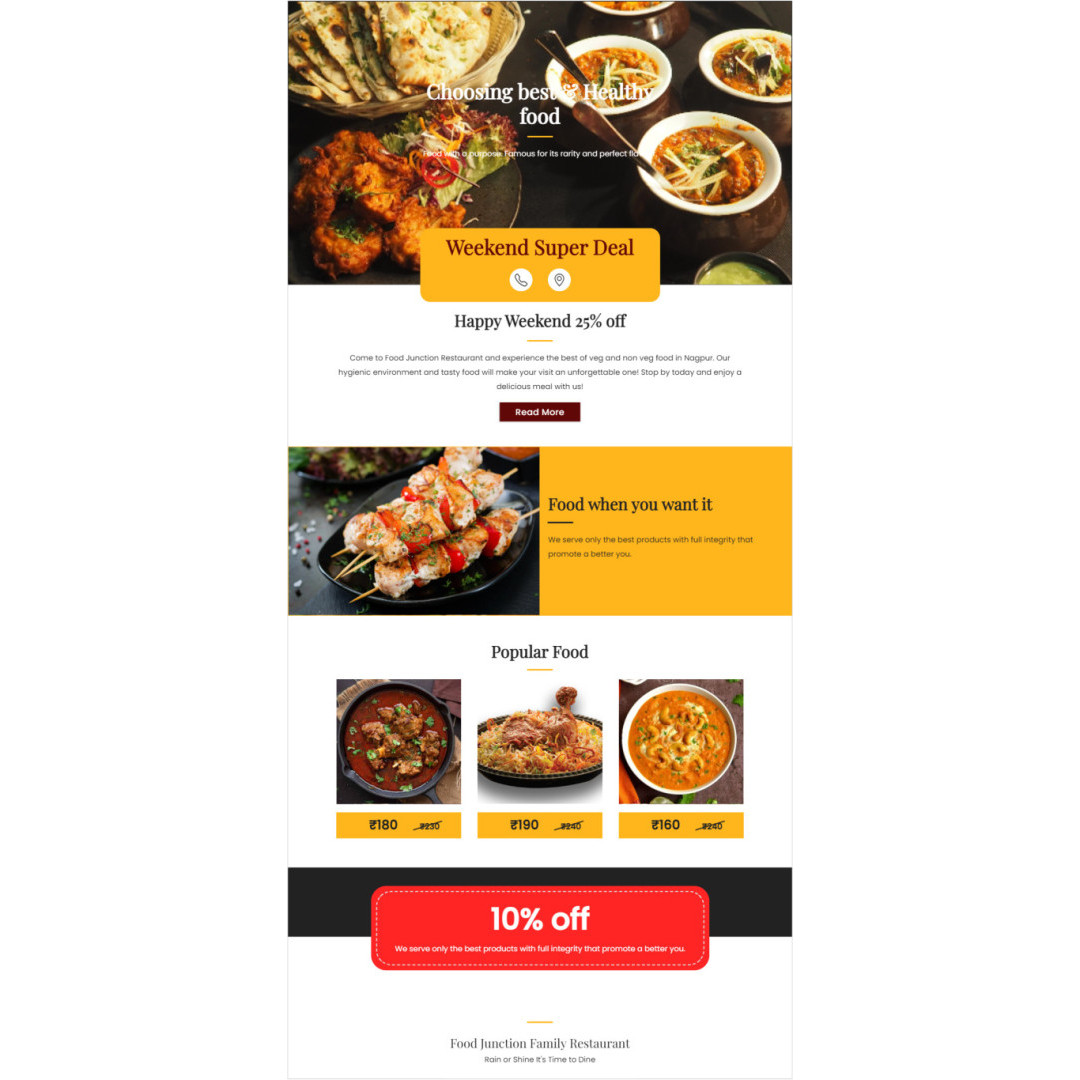 Choosing best & Healthy
food
Food with a purpose. Famous for its rarity and perfect
Weekend Super Deal
Happy Weekend 25% off
Come to Food Junction Restaurant and experience the best of veg and non veg food in Nagpur. Our
hygienic environment and tasty food will make your visit an unforgettable one! Stop by today and enjoy a
delicious meal with us!
Read More
Food when you want it
We serve only the best products with full integrity that
promote a better you.
Popular Food
₹180 ₹230 ₹190 ₹240 ₹160 ₹240
10% off
We serve only the best products with full integrity that promote a better you.
Food Junction Family Restaurant
Rain or Shine It's Time to Dine